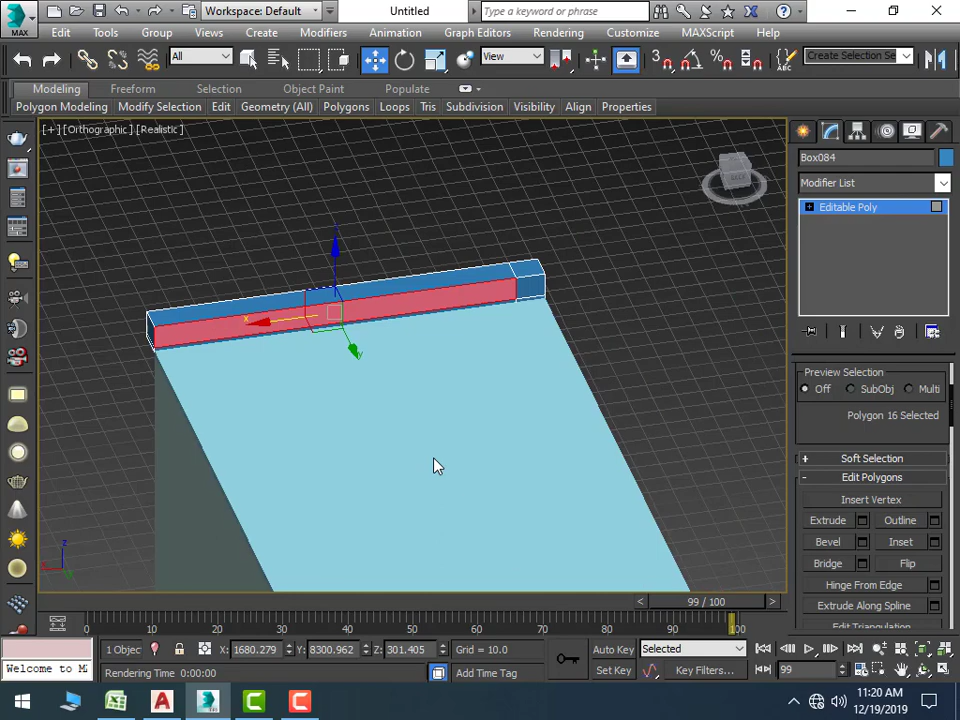 Workspace: Default
Untitled
Type a keyword or phrase
MAX
Edit Tools Group Views Create Modifiers Animation Graph Editors Rendering Customize MAXScript Help
All
View
Create Selection Se
Modeling Freeform Selection Object Paint Populate
Polygon Modeling Modify Selection Edit Geometry (All) Polygons Loops Tris Subdivision Visibility Align Properties
[+] [Orthographic] [Realistic]
Box084
Modifier List
Editable Poly
x
y
Preview Selection
Off SubObj Multi
Polygon 16 Selected
+ Soft Selection
- Edit Polygons
Insert Vertex
Extrude Outline
Bevel Inset
Bridge Flip
Hinge From Edge
Extrude Along Spline
Edit Triangulation
z
x
< 99 / 100 >
0 10 20 30 40 50 60 70 80 90 100
1 Objec X: 1680.279 Y: 8300.962 Z: 301.405 Grid = 10.0 Auto Key Selected
Welcome to M Rendering Time 0:00:00 Add Time Tag Set Key Key Filters... 99
11:20 AM
12/19/2019